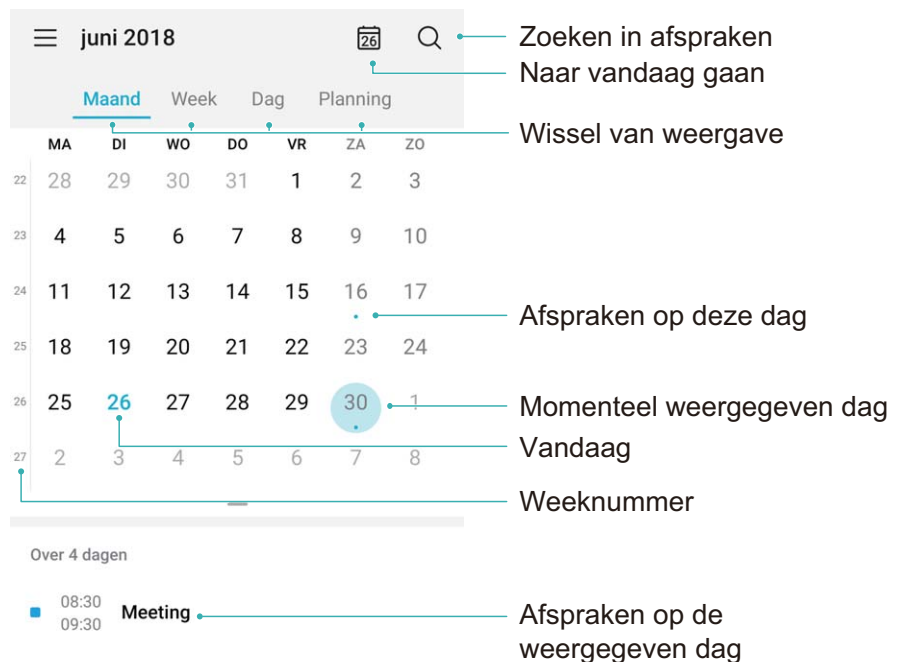 juni 2018 26 Zoeken in afspraken
Naar vandaag gaan
Maand Week Dag Planning
Wissel van weergave
MA DI WO DO VR ZA ZO
22 28 29 30 31 1 2 3
23 4 5 6 7 8 9 10
24 11 12 13 14 15 16 17
Afspraken op deze dag
25 18 19 20 21 22 23 24
26 25 26 27 28 29 30 1
Momenteel weergegeven dag
Vandaag
27 2 3 4 5 6 7 8
Weeknummer
Over 4 dagen
08:30
09:30
Meeting
Afspraken op de
weergegeven dag